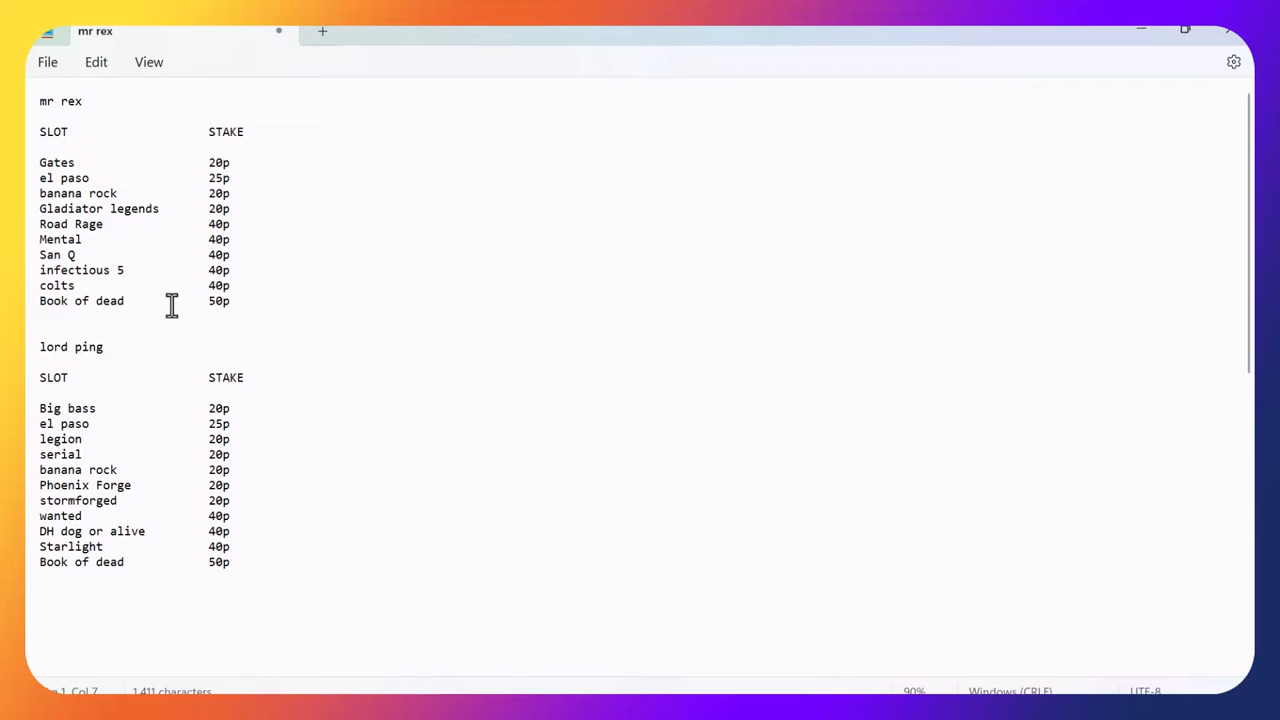 mr rex
File Edit View
mr rex
SLOT STAKE
Gates 20p
el paso 25p
banana rock 20p
Gladiator legends 20p
Road Rage 40p
Mental 40p
San Q 40p
infectious 5 40p
colts 40p
Book of dead 50p
lord ping
SLOT STAKE
Big bass 20p
el paso 25p
legion 20p
serial 20p
banana rock 20p
Phoenix Forge 20p
stormforged 20p
wanted 40p
DH dog or alive 40p
Starlight 40p
Book of dead 50p
1, Col 7 1,411 characters 90% Windows (CRLF) UTF-8